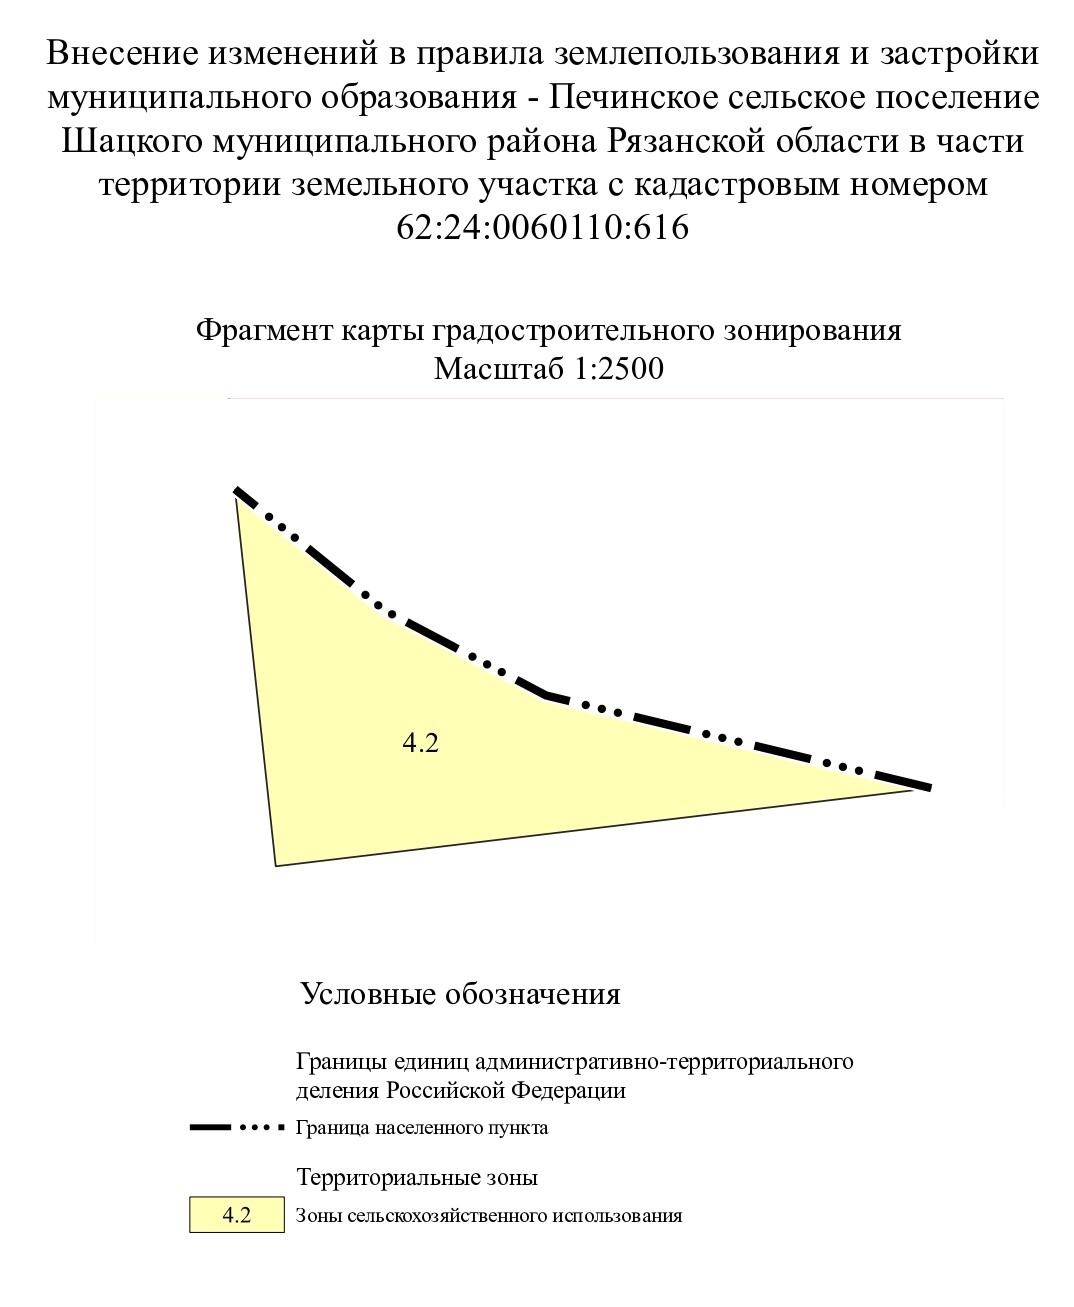 Внесение изменений в правила землепользования и застройки
муниципального образования - Печинское сельское поселение
Шацкого муниципального района Рязанской области в части
территории земельного участка с кадастровым номером
62:24:0060110:616
Фрагмент карты градостроительного зонирования
Масштаб 1:2500
4.2
Условные обозначения
Границы единиц административно-территориального
деления Российской Федерации
Граница населенного пункта
Территориальные зоны
4.2 Зоны сельскохозяйственного использования